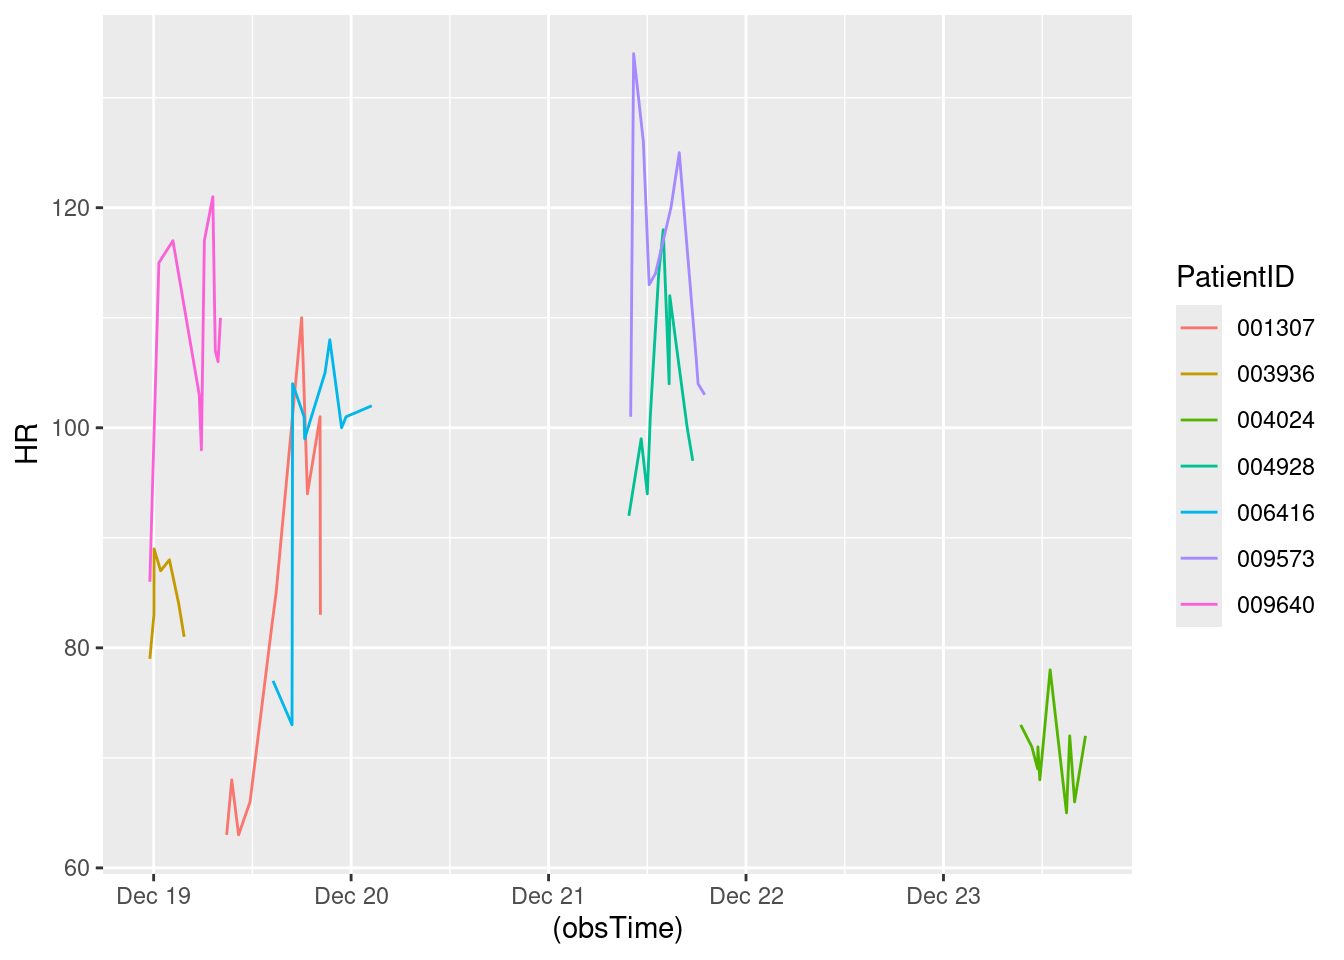 120
100
80
60
HR
Dec 19
Dec 20
Dec 21
Dec 22
Dec 23
(obsTime)
PatientID
001307
003936
004024
004928
006416
009573
009640